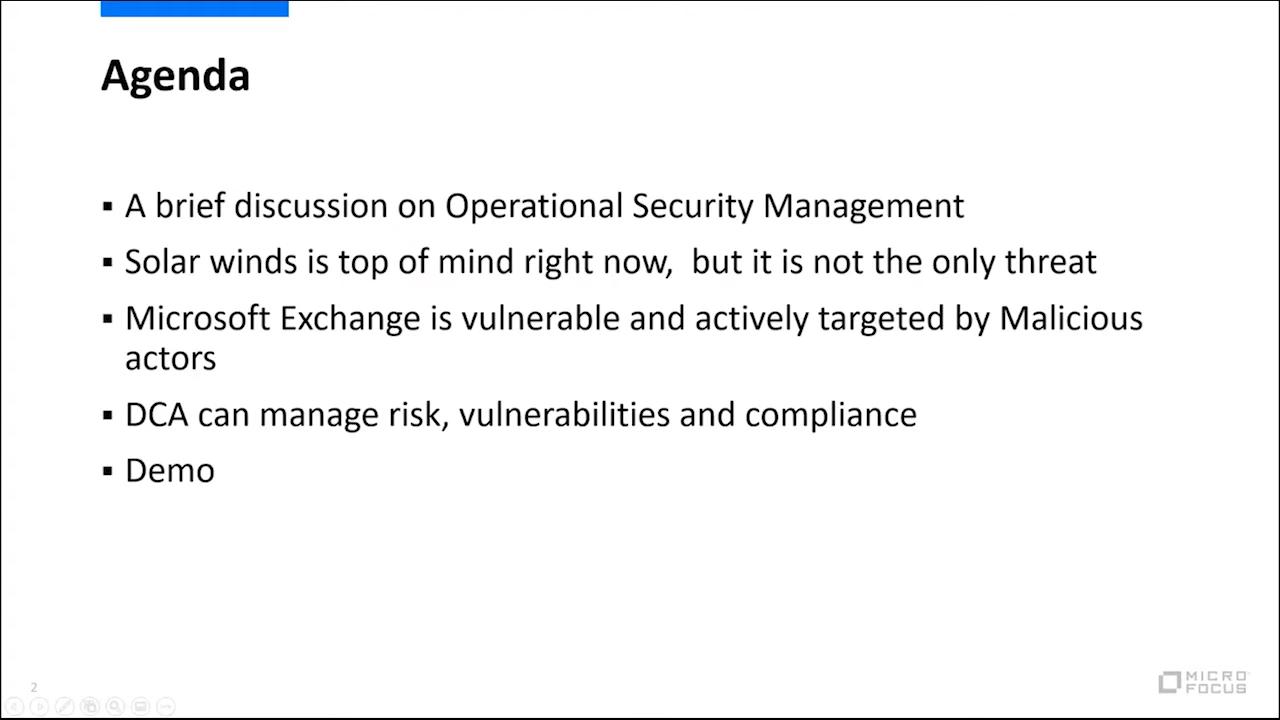 Agenda
▪ A brief discussion on Operational Security Management
▪ Solar winds is top of mind right now,  but it is not the only threat
▪ Microsoft Exchange is vulnerable and actively targeted by Malicious
actors
▪ DCA can manage risk, vulnerabilities and compliance
▪ Demo
2
MICRO
FOCUS